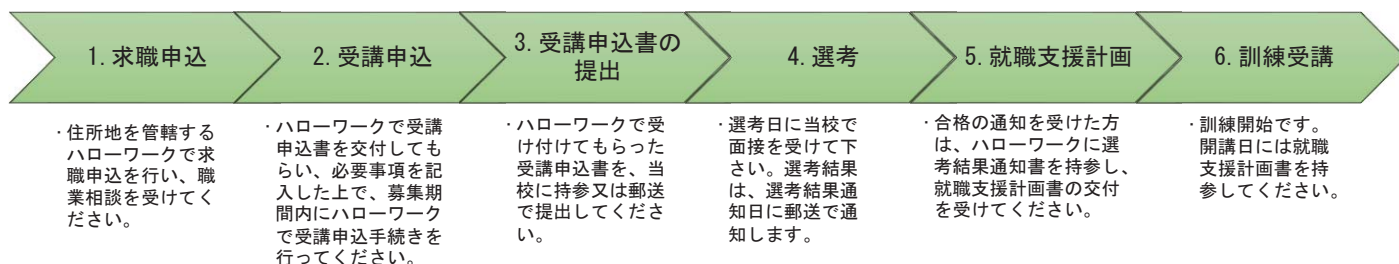 1. 求職申込
・住所地を管轄する
ハローワークで求
職申込を行い、職
業相談を受けてく
ださい。
2. 受講申込
・ハローワークで受講
申込書を交付しても
らい、必要事項を記
入した上で、募集期
間内にハローワーク
で受講申込手続きを
行ってください。
3. 受講申込書の
提出
・ハローワークで受
け付けてもらった
受講申込書を、当
校に持参又は郵送
で提出してくださ
い。
4. 選考
・選考日に当校で
面接を受けて下
さい。選考結果
は、選考結果通
知日に郵送で通
知します。
5. 就職支援計画
・合格の通知を受けた方
は、ハローワークに選
考結果通知書を持参し、
就職支援計画書の交付
を受けてください。
6. 訓練受講
・訓練開始です。
開講日には就職
支援計画書を持
参してください。